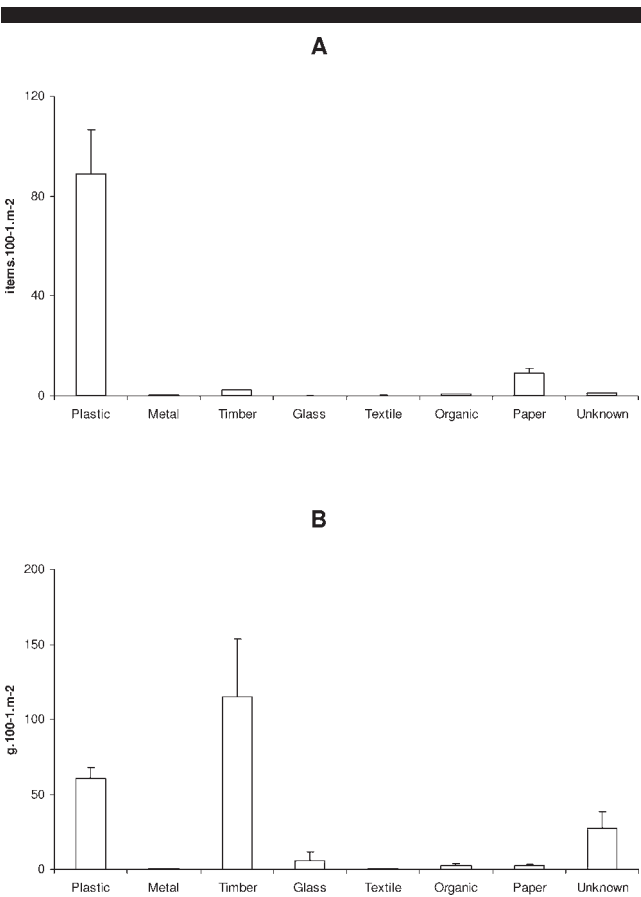 A
120
80
40
0
items.100-1.m-2
Plastic Metal Timber Glass Textile Organic Paper Unknown
B
200
150
100
50
0
g.100-1.m-2
Plastic Metal Timber Glass Textile Organic Paper Unknown